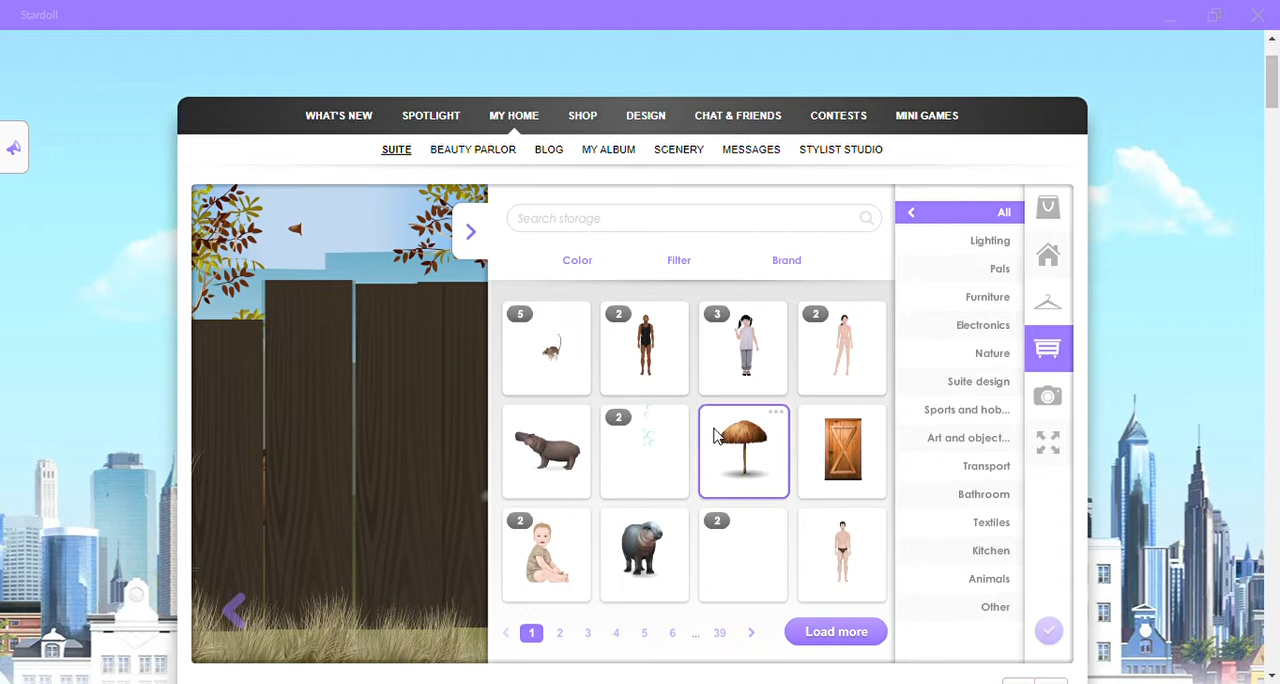 Stardoll
WHAT'S NEW SPOTLIGHT MY HOME SHOP DESIGN CHAT & FRIENDS CONTESTS MINI GAMES
SUITE BEAUTY PARLOR BLOG MY ALBUM SCENERY MESSAGES STYLIST STUDIO
Search storage
Color Filter Brand
All
Lighting
Pals
Furniture
Electronics
Nature
Suite design
Sports and hob...
Art and object...
Transport
Bathroom
Textiles
Kitchen
Animals
Other
5 2 3 2
2
2 2
1 2 3 4 5 6 ... 39
Load more